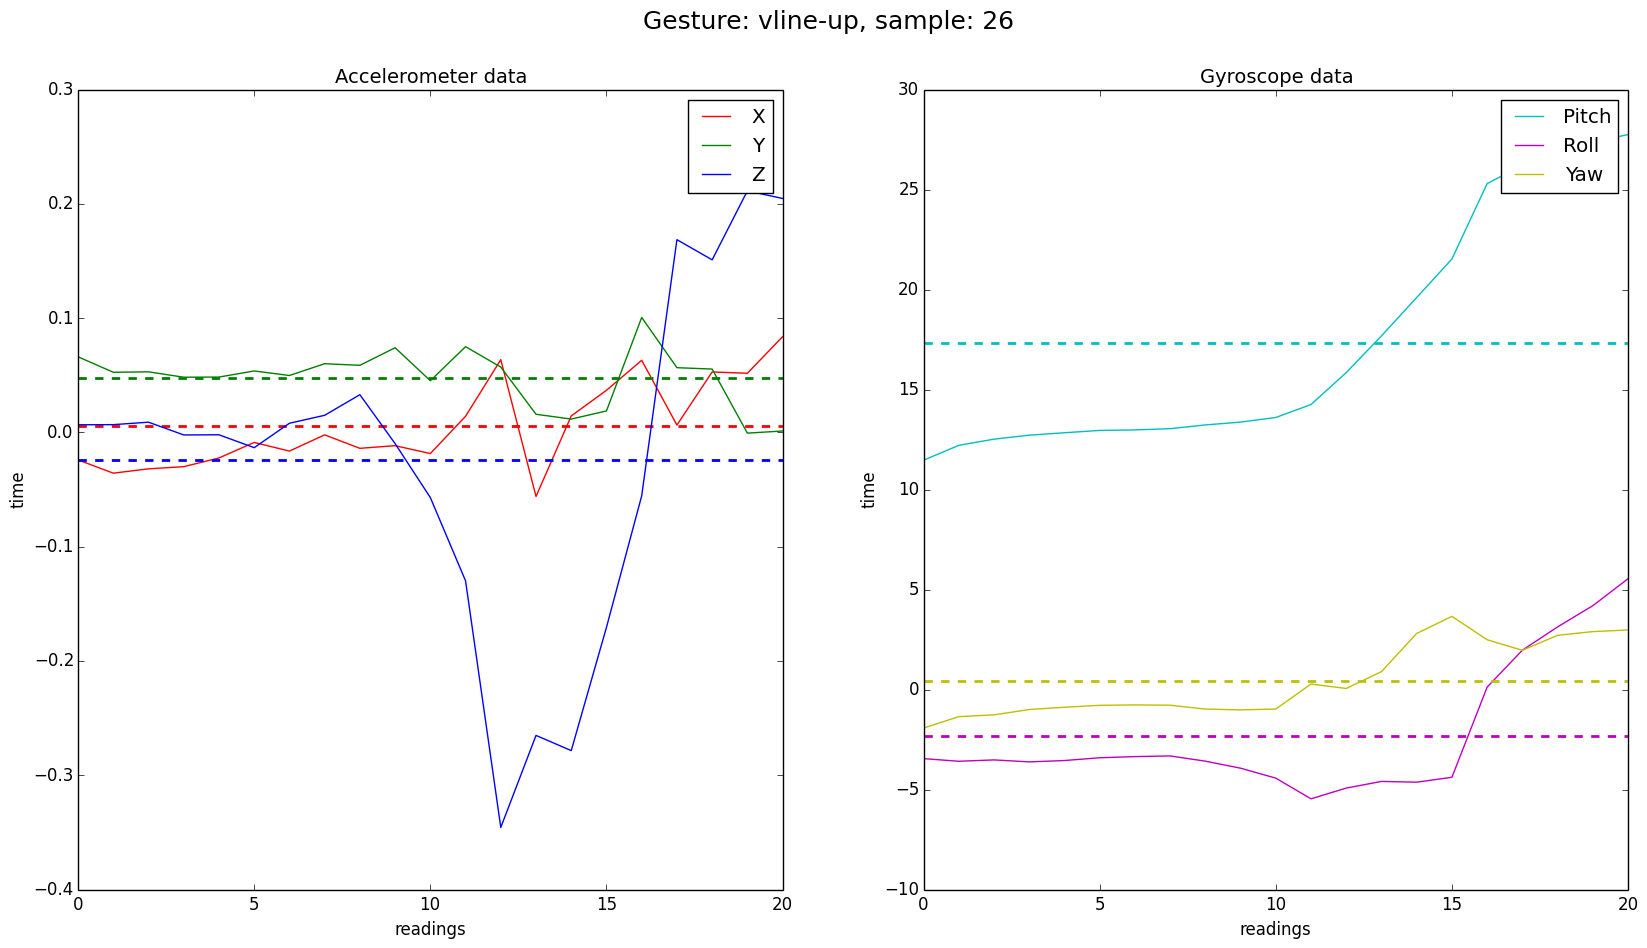 Gesture: vline-up, sample: 26
Accelerometer data
0.3
0.2
0.1
0.0
−0.1
−0.2
−0.3
−0.4
time
0
5
10
15
20
readings
X
Y
Z
Gyroscope data
30
25
20
15
10
5
0
−5
−10
time
0
5
10
15
20
readings
Pitch
Roll
Yaw